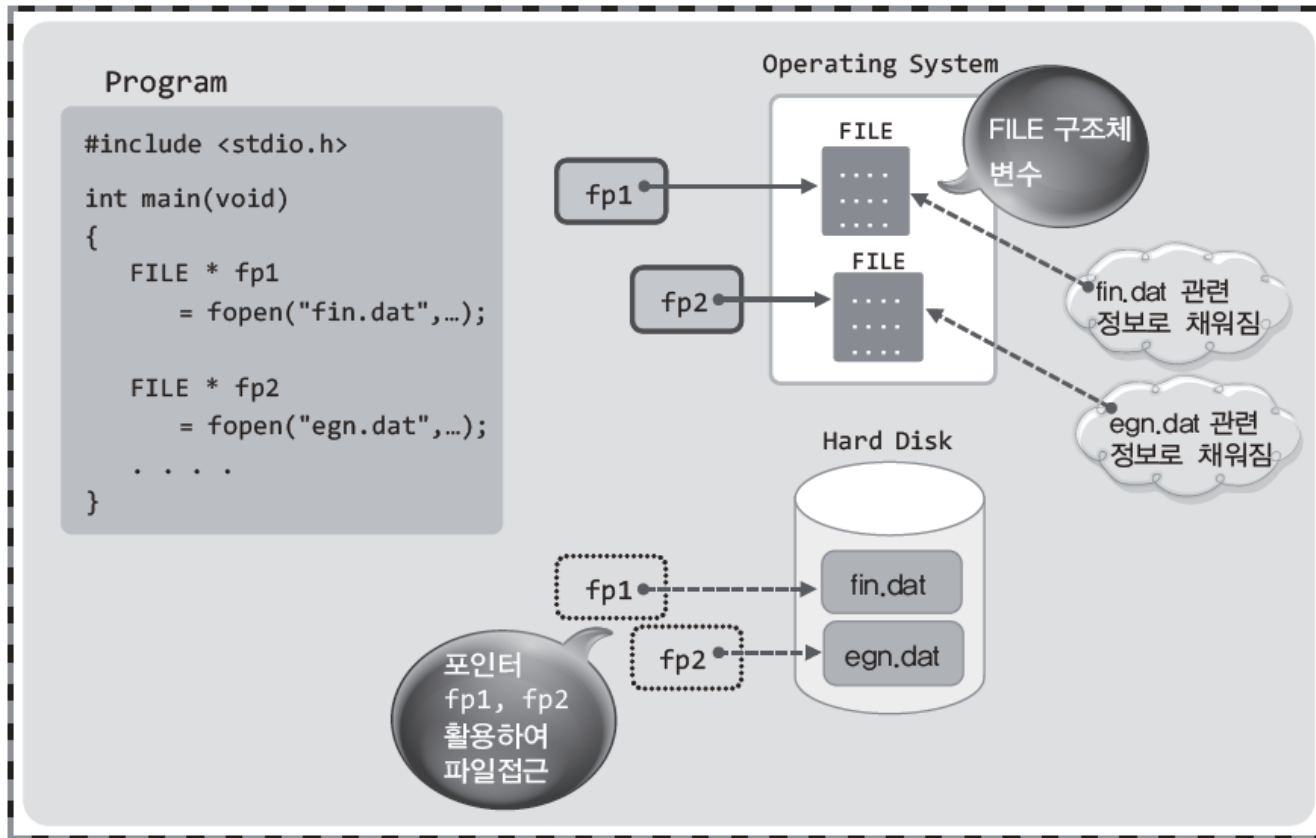 Program
#include <stdio.h>
int main(void)
{
FILE * fp1
= fopen("fin.dat",…);
FILE * fp2
= fopen("egn.dat",…);
. . . .
}
Operating System
FILE
FILE 구조체
변수
fp1
FILE
fp2
fin.dat 관련
정보로 채워짐
egn.dat 관련
정보로 채워짐
Hard Disk
fp1
fin.dat
fp2
egn.dat
포인터
fp1, fp2
활용하여
파일접근